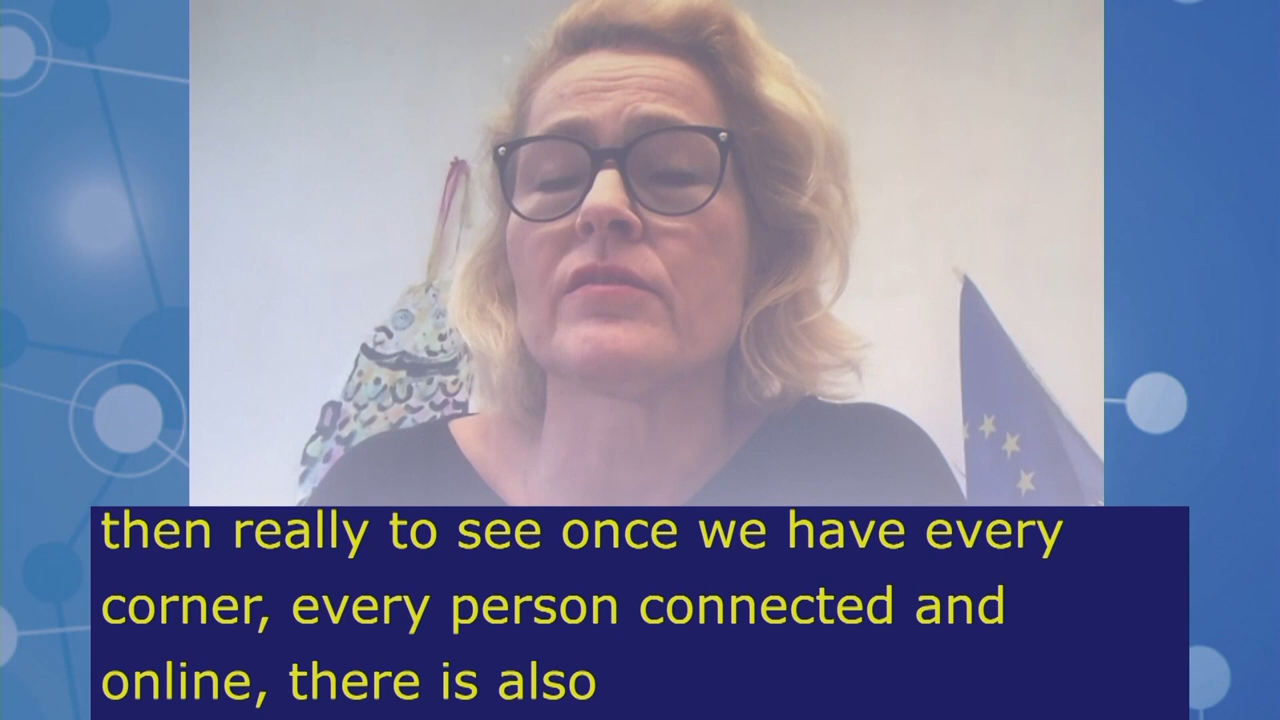 then really to see once we have every
corner, every person connected and
online, there is also